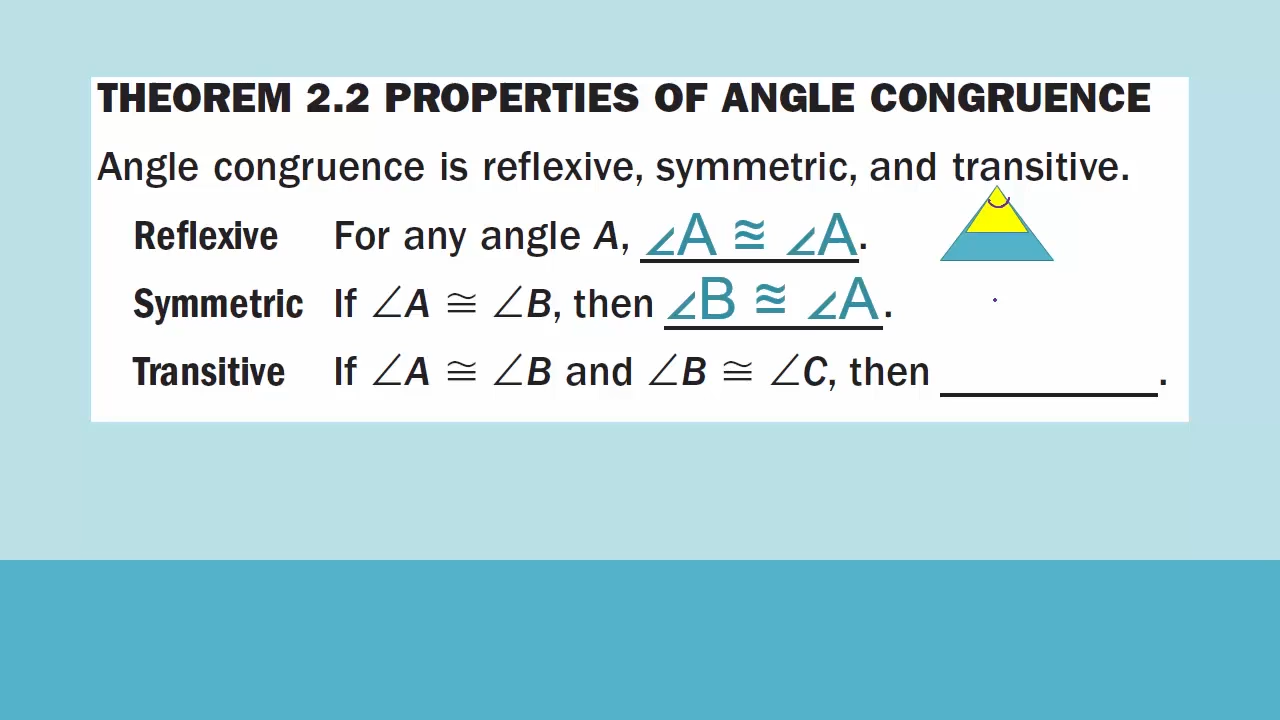 THEOREM 2.2 PROPERTIES OF ANGLE CONGRUENCE
Angle congruence is reflexive, symmetric, and transitive.
Reflexive For any angle A, ∠A ≊ ∠A.
Symmetric If ∠A ≅ ∠B, then ∠B ≊ ∠A.
Transitive If ∠A ≅ ∠B and ∠B ≅ ∠C, then __________.